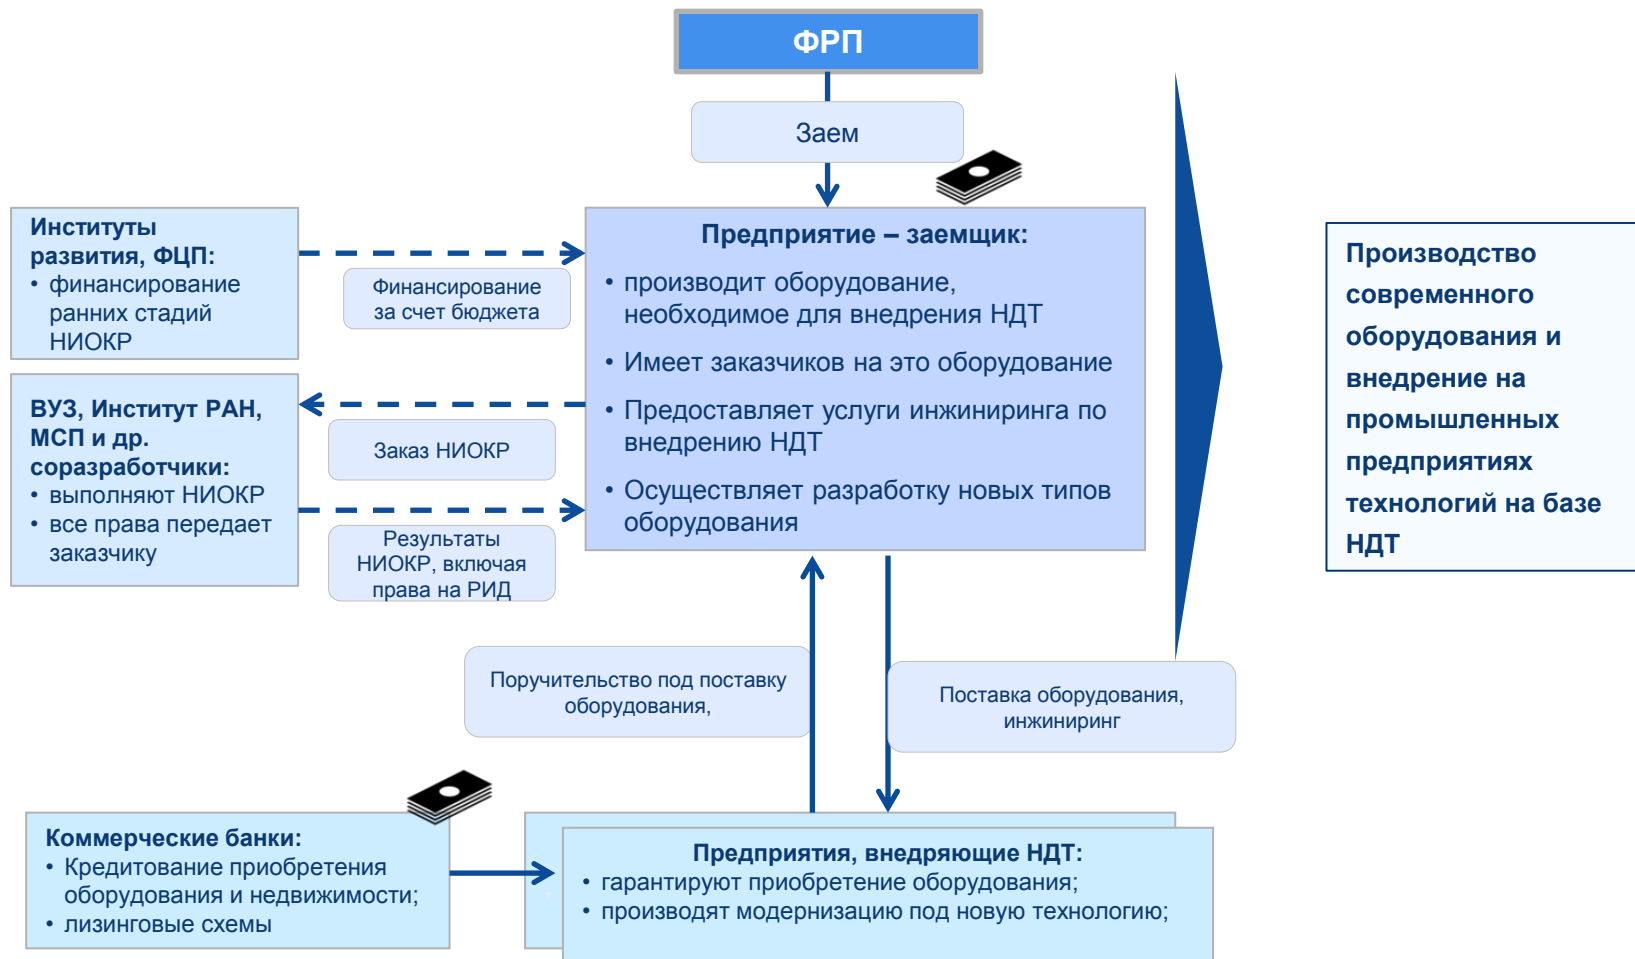 ФРП
Заем
Институты
развития, ФЦП:
• финансирование
ранних стадий
НИОКР
Финансирование
за счет бюджета
ВУЗ, Институт РАН,
МСП и др.
соразработчики:
• выполняют НИОКР
• все права передает
заказчику
Заказ НИОКР
Результаты
НИОКР, включая
права на РИД
Предприятие – заемщик:
• производит оборудование,
необходимое для внедрения НДТ
• Имеет заказчиков на это оборудование
• Предоставляет услуги инжиниринга по
внедрению НДТ
• Осуществляет разработку новых типов
оборудования
Производство
современного
оборудования и
внедрение на
промышленных
предприятиях
технологий на базе
НДТ
Поручительство под поставку
оборудования,
Поставка оборудования,
инжиниринг
Коммерческие банки:
• Кредитование приобретения
оборудования и недвижимости;
• лизинговые схемы
Предприятия, внедряющие НДТ:
• гарантируют приобретение оборудования;
• производят модернизацию под новую технологию;